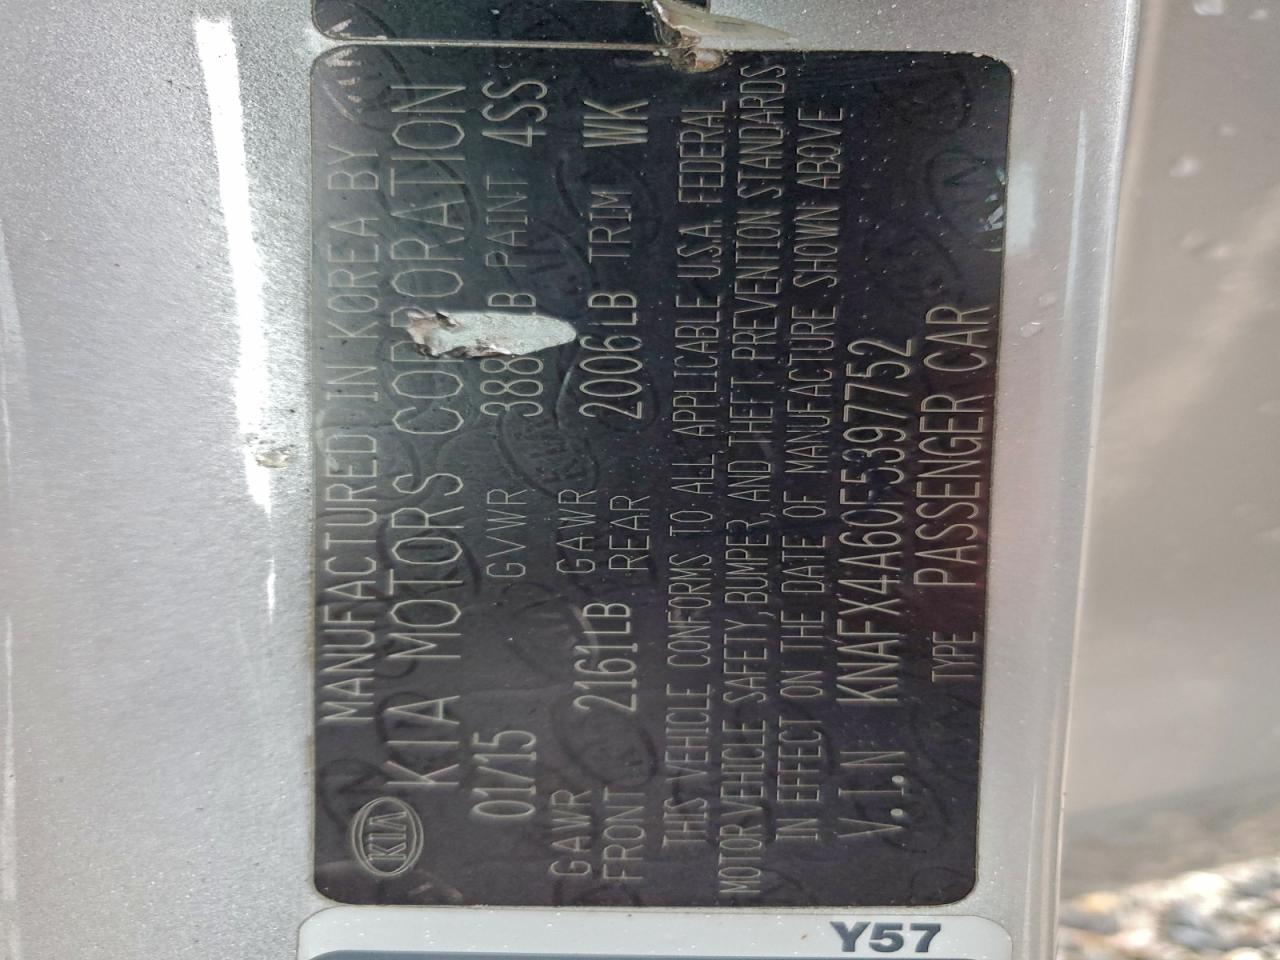 MANUFACTURED IN KOREA BY
KIA KIA MOTORS CORPORATION
01/15 GVWR PAINT 4SS
GAWR FRONT 2161LB GAWR REAR 2006LB TRIM WK
THIS VEHICLE CONFORMS TO ALL APPLICABLE U.S.A FEDERAL
MOTOR VEHICLE SAFETY, BUMPER, AND THEFT PREVENTION STANDARDS
IN EFFECT ON THE DATE OF MANUFACTURE SHOWN ABOVE
V.I.N KNAFX4A60F5397752
TYPE PASSENGER CAR
Y57